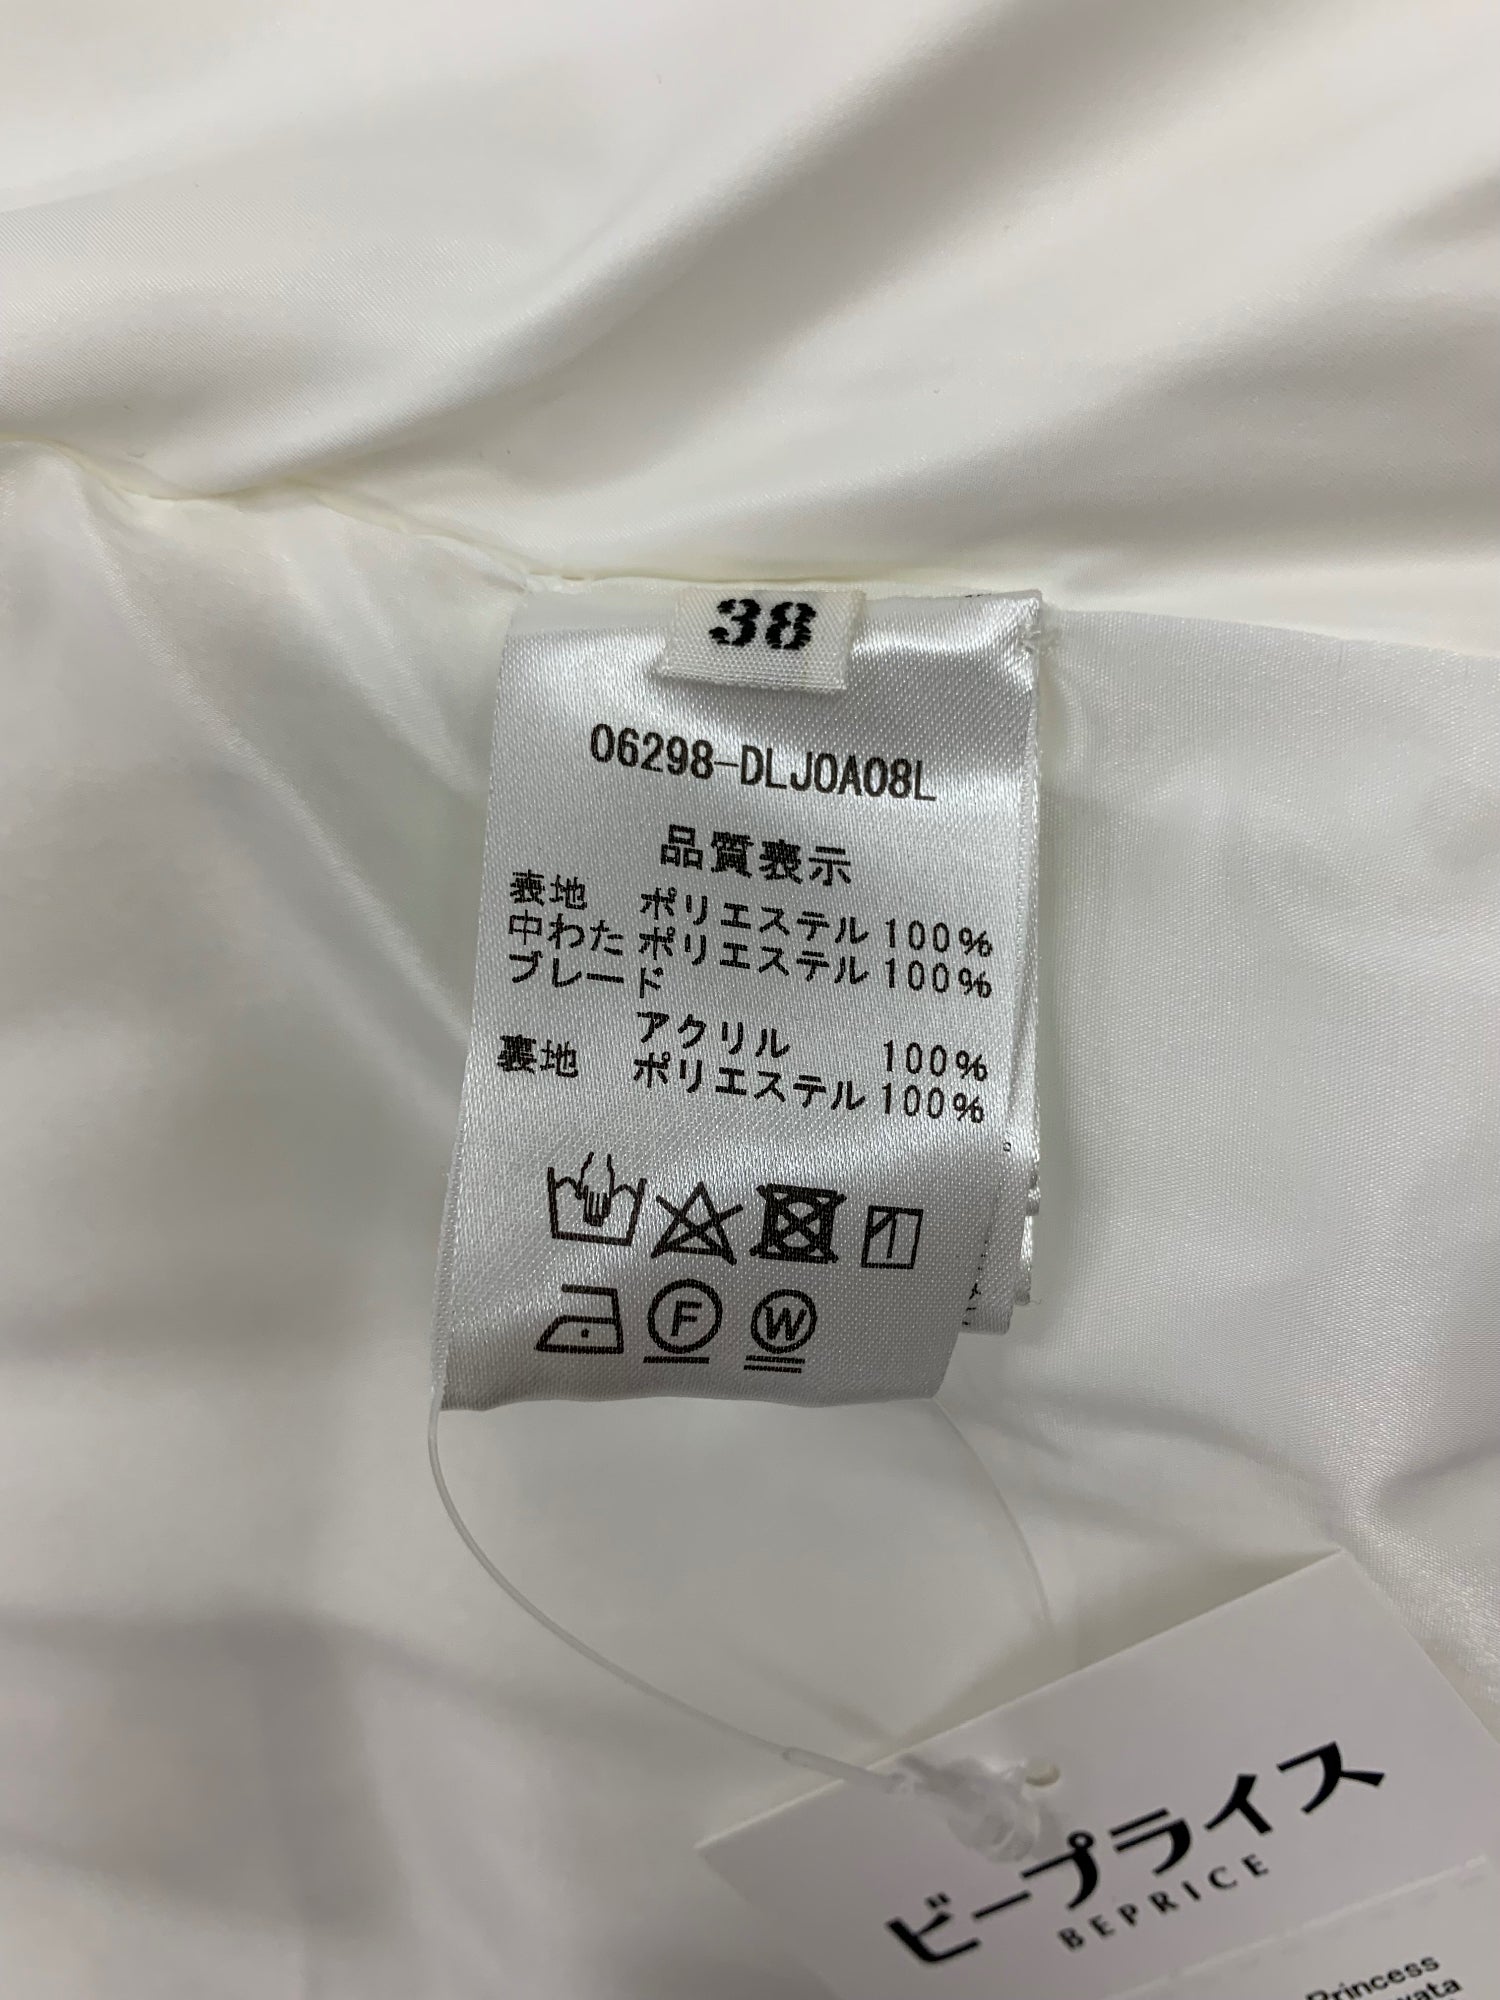 38
06298-DLJOA08L
品質表示
表地 ポリエステル 100%
中わた ポリエステル 100%
ブレード
アクリル 100%
裏地 ポリエステル 100%
F
W
ビープライス
BEPRICE
Princess